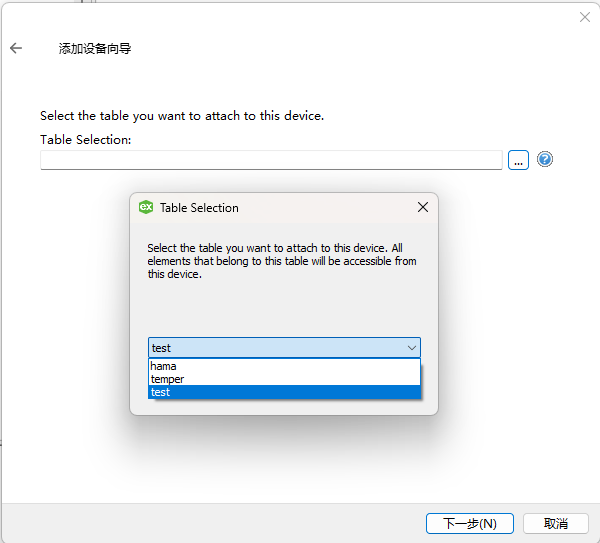 添加设备向导
Select the table you want to attach to this device.
Table Selection:
...
?
ex Table Selection
Select the table you want to attach to this device. All
elements that belong to this table will be accessible from
this device.
test
hama
temper
test
下一步(N)
取消